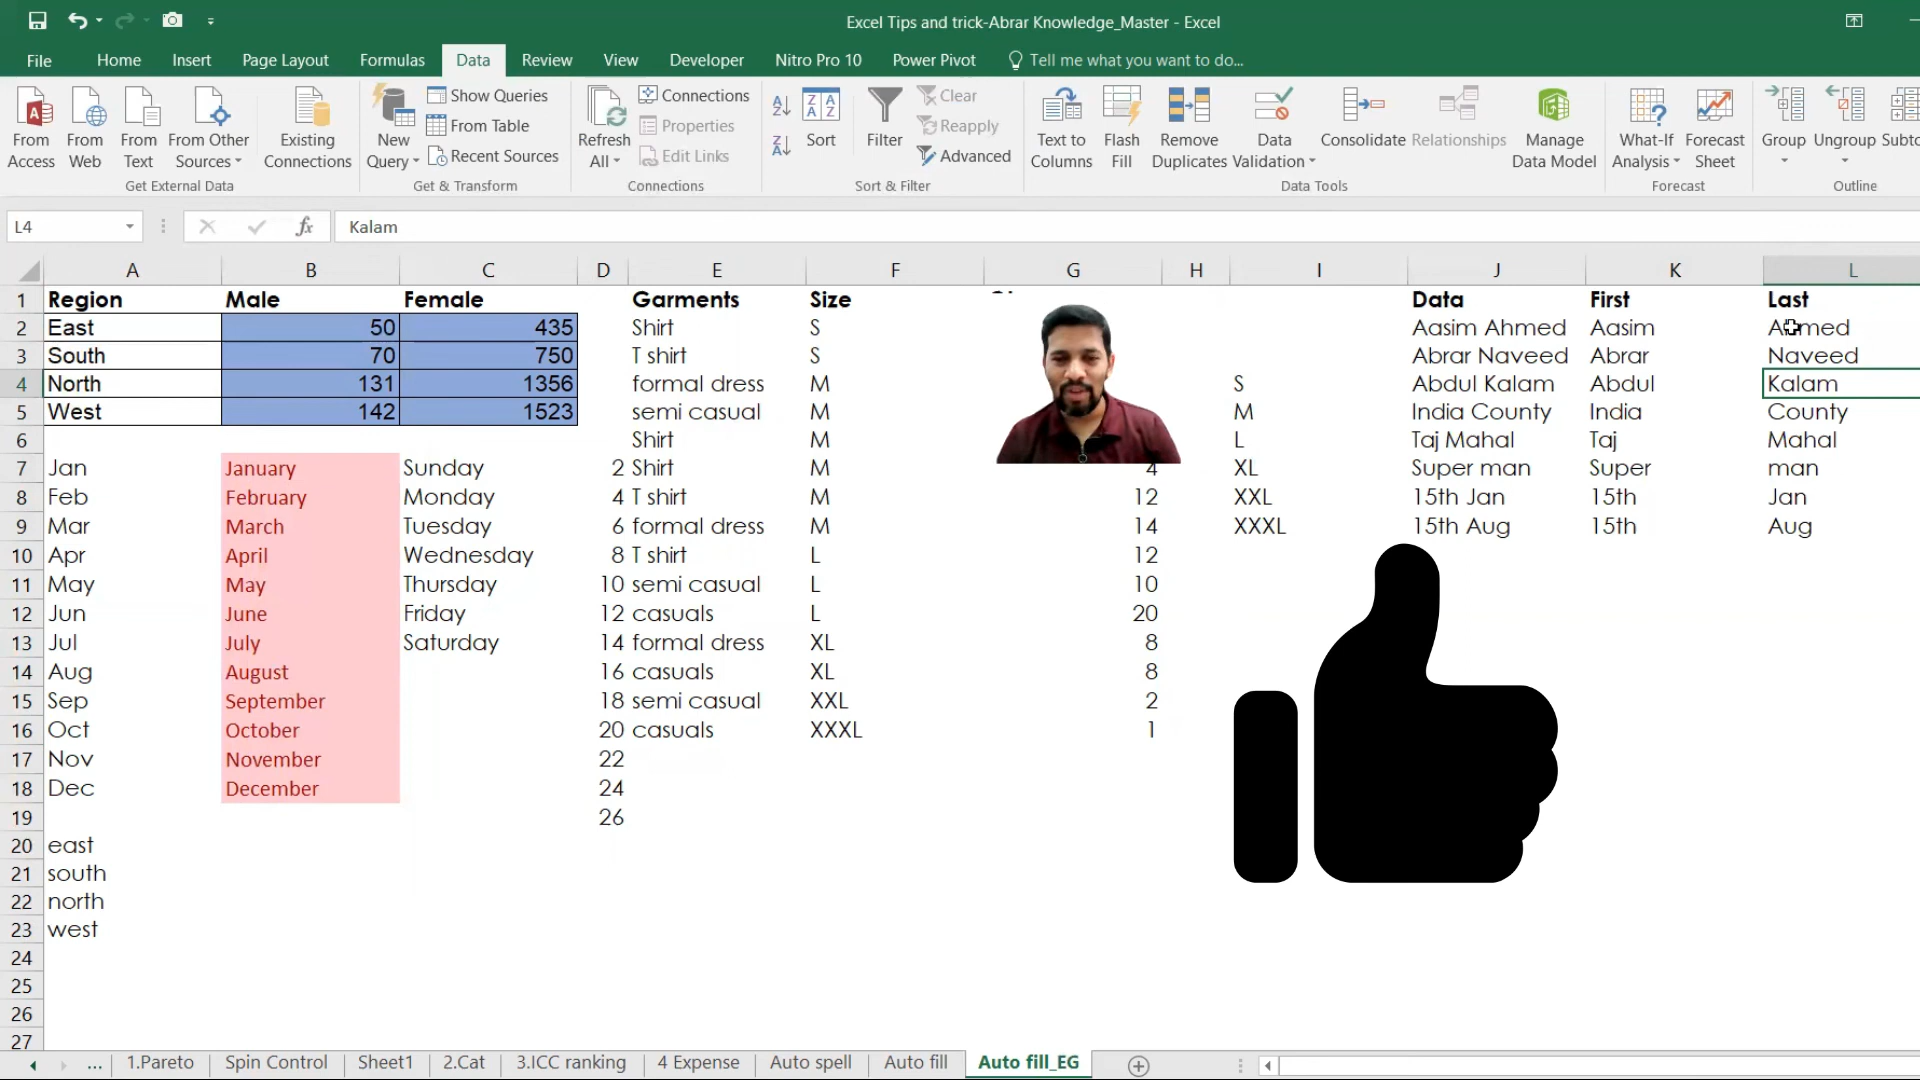 Excel Tips and trick-Abrar Knowledge_Master - Excel
File Home Insert Page Layout Formulas Data Review View Developer Nitro Pro 10 Power Pivot Tell me what you want to do...
From Access
From Web
From Text
From Other Sources
Existing Connections
Get External Data
New Query
Show Queries
From Table
Recent Sources
Get & Transform
Refresh All
Connections
Properties
Edit Links
Connections
Sort
Filter
Clear
Reapply
Advanced
Sort & Filter
Text to Columns
Flash Fill
Remove Duplicates
Data Validation
Consolidate
Relationships
Manage Data Model
Data Tools
What-If Analysis
Forecast Sheet
Forecast
Group
Ungroup
Outline
L4 fx Kalam
A B C D E F G H I J K L
1 Region Male Female Garments Size Data First Last
2 East 50 435 Shirt S Aasim Ahmed Aasim Ahmed
3 South 70 750 T shirt S Abrar Naveed Abrar Naveed
4 North 131 1356 formal dress M S Abdul Kalam Abdul Kalam
5 West 142 1523 semi casual M M India County India County
6 Shirt M L Taj Mahal Taj Mahal
7 Jan January Sunday 2 Shirt M 4 XL Super man Super man
8 Feb February Monday 4 T shirt M 12 XXL 15th Jan 15th Jan
9 Mar March Tuesday 6 formal dress M 14 XXXL 15th Aug 15th Aug
10 Apr April Wednesday 8 T shirt L 12
11 May May Thursday 10 semi casual L 10
12 Jun June Friday 12 casuals L 20
13 Jul July Saturday 14 formal dress XL 8
14 Aug August 16 casuals XL 8
15 Sep September 18 semi casual XXL 2
16 Oct October 20 casuals XXXL 1
17 Nov November 22
18 Dec December 24
19 26
20 east
21 south
22 north
23 west
24
25
26
27
... 1.Pareto Spin Control Sheet1 2.Cat 3.ICC ranking 4 Expense Auto spell Auto fill Auto fill_EG